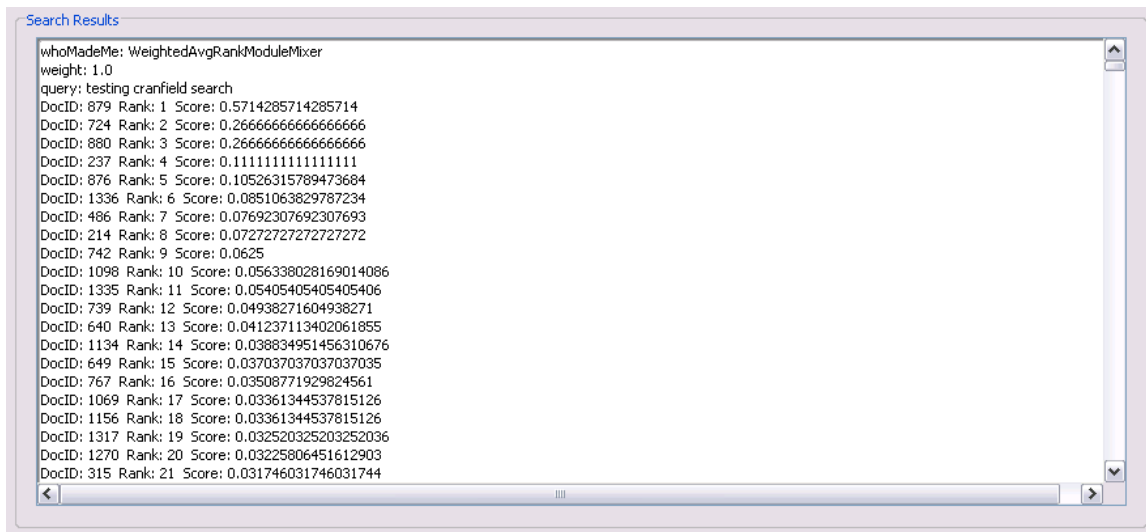 Search Results
whoMadeMe: WeightedAvgRankModuleMixer
weight: 1.0
query: testing cranfield search
DocID: 879 Rank: 1 Score: 0.5714285714285714
DocID: 724 Rank: 2 Score: 0.26666666666666666
DocID: 880 Rank: 3 Score: 0.26666666666666666
DocID: 237 Rank: 4 Score: 0.1111111111111111
DocID: 876 Rank: 5 Score: 0.10526315789473684
DocID: 1336 Rank: 6 Score: 0.0851063829787234
DocID: 486 Rank: 7 Score: 0.07692307692307693
DocID: 214 Rank: 8 Score: 0.07272727272727272
DocID: 742 Rank: 9 Score: 0.0625
DocID: 1098 Rank: 10 Score: 0.056338028169014086
DocID: 1335 Rank: 11 Score: 0.05405405405405406
DocID: 739 Rank: 12 Score: 0.04938271604938271
DocID: 640 Rank: 13 Score: 0.041237113402061855
DocID: 1134 Rank: 14 Score: 0.038834951456310676
DocID: 649 Rank: 15 Score: 0.037037037037037035
DocID: 767 Rank: 16 Score: 0.03508771929824561
DocID: 1069 Rank: 17 Score: 0.03361344537815126
DocID: 1156 Rank: 18 Score: 0.03361344537815126
DocID: 1317 Rank: 19 Score: 0.032520325203252036
DocID: 1270 Rank: 20 Score: 0.03225806451612903
DocID: 315 Rank: 21 Score: 0.031746031746031744